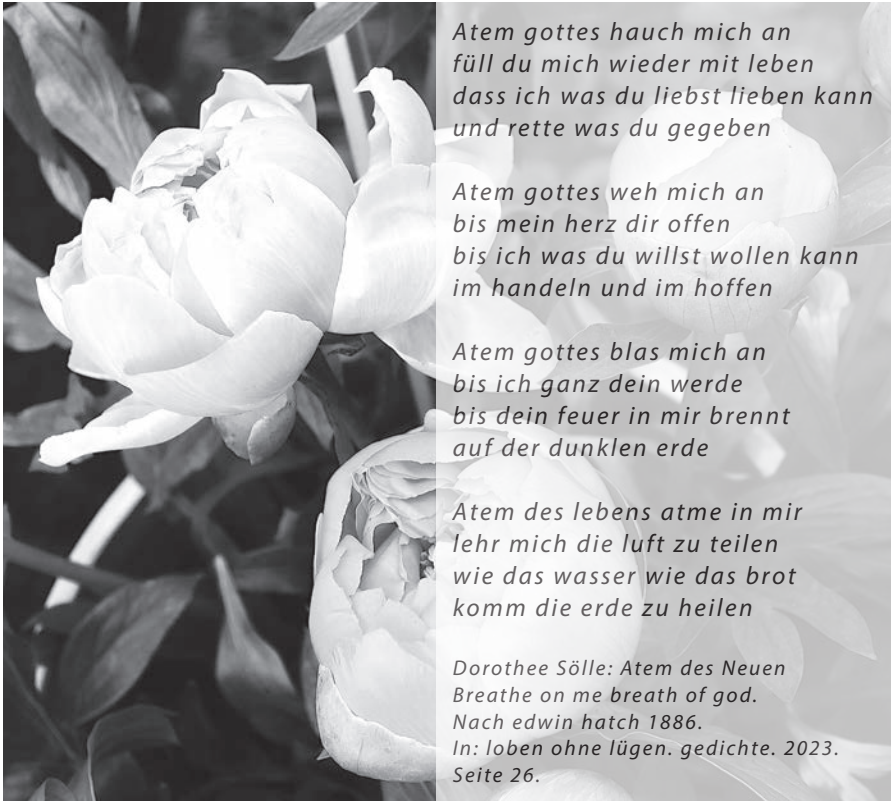 Atem gottes hauch mich an
füll du mich wieder mit leben
dass ich was du liebst lieben kann
und rette was du gegeben

Atem gottes weh mich an
bis mein herz dir offen
bis ich was du willst wollen kann
im handeln und im hoffen

Atem gottes blas mich an
bis ich ganz dein werde
bis dein feuer in mir brennt
auf der dunklen erde

Atem des lebens atme in mir
lehr mich die luft zu teilen
wie das wasser wie das brot
komm die erde zu heilen

Dorothee Sölle: Atem des Neuen
Breathe on me breath of god.
Nach edwin hatch 1886.
In: loben ohne lügen. gedichte. 2023.
Seite 26.